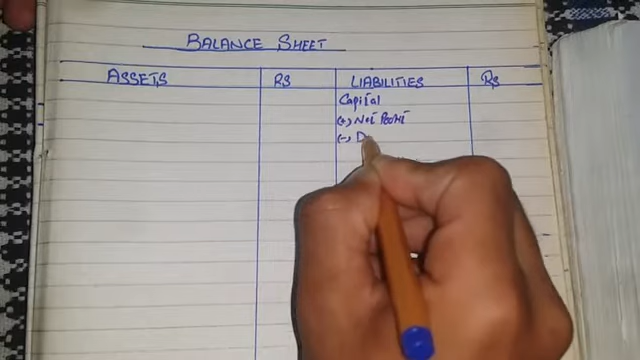 BALANCE SHEET
ASSETS RS LIABILITIES RS
Capital
(+) Net Profit
(-) D